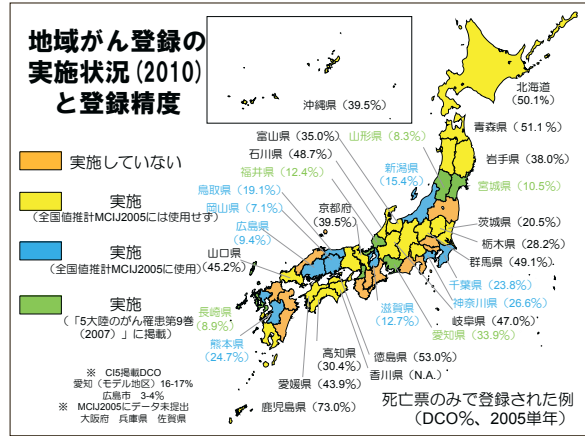 地域がん登録の
実施状況(2010)
と登録精度
沖縄県(39.5%)
北海道
(50.1%)
青森県(51.1 %)
岩手県(38.0%)
宮城県(10.5%)
富山県(35.0%)
山形県(8.3%)
石川県(48.7%)
福井県(12.4%)
新潟県
(15.4%)
鳥取県(19.1%)
岡山県(7.1%)
京都府
(39.5%)
広島県
(9.4%)
山口県
(45.2%)
茨城県(20.5%)
栃木県(28.2%)
群馬県(49.1%)
千葉県(23.8%)
神奈川県(26.6%)
岐阜県(47.0%)
愛知県(33.9%)
滋賀県
(12.7%)
長崎県
(8.9%)
熊本県
(24.7%)
高知県
(30.4%)
徳島県(53.0%)
香川県(N.A.)
愛媛県(43.9%)
鹿児島県(73.0%)
実施していない
実施
(全国値推計MCIJ2005には使用せず)
実施
(全国値推計MCIJ2005に使用)
実施
(「5大陸のがん罹患第9巻
(2007)」に掲載)
※ CI5掲載DCO
愛知(モデル地区) 16-17%
広島市 3-4%
※ MCIJ2005にデータ未提出
大阪府 兵庫県 佐賀県
死亡票のみで登録された例
(DCO%、2005単年)